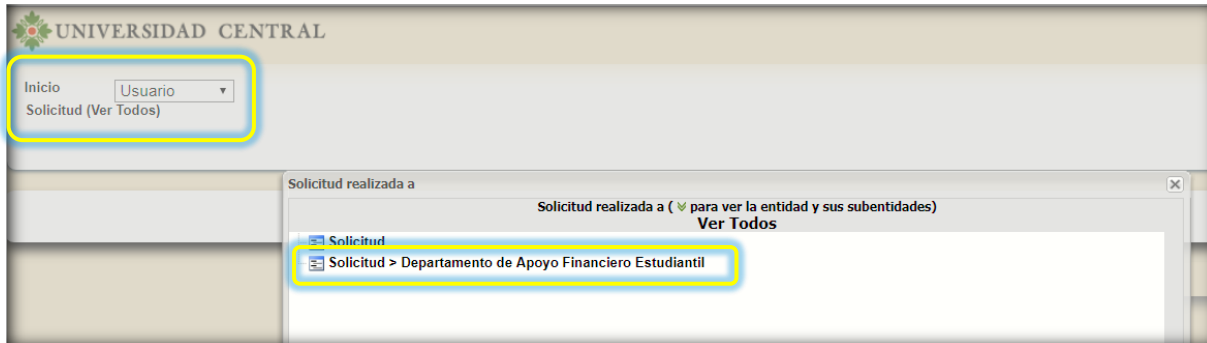 UNIVERSIDAD CENTRAL
Inicio Usuario
Solicitud (Ver Todos)
Solicitud realizada a
Solicitud realizada a ( para ver la entidad y sus subentidades)
Ver Todos
Solicitud
Solicitud > Departamento de Apoyo Financiero Estudiantil